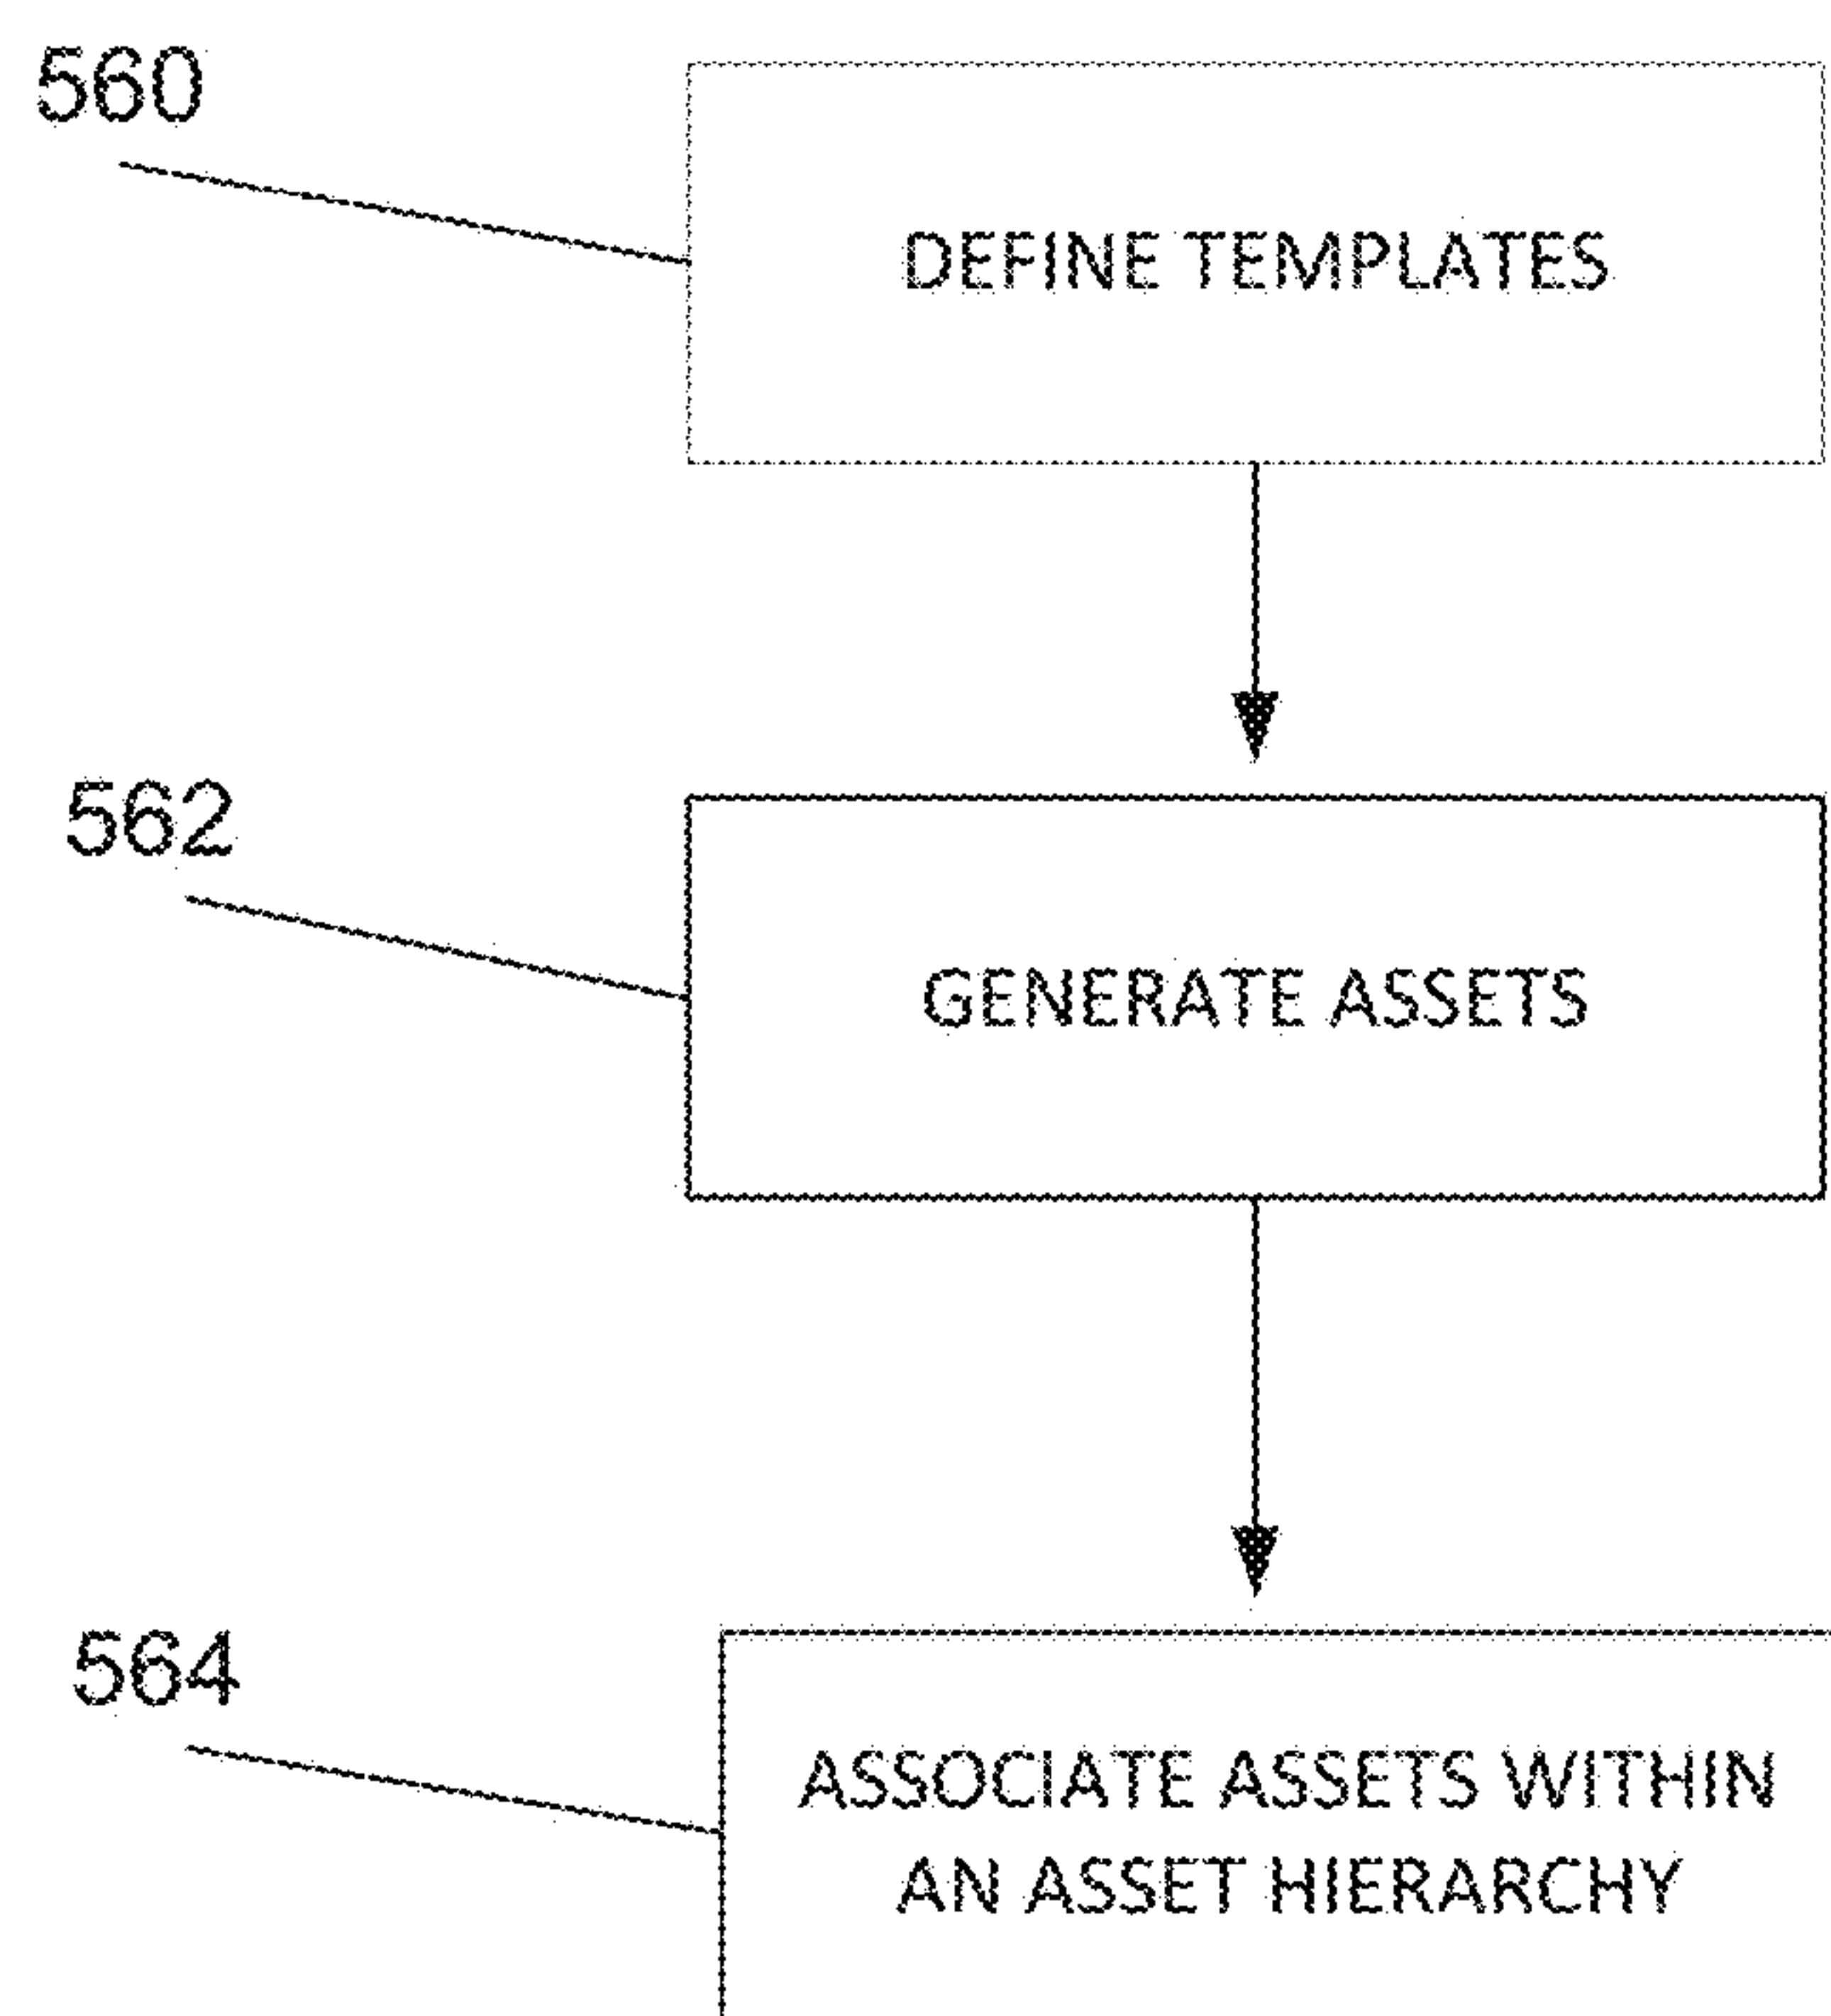 560
DEFINE TEMPLATES
562
GENERATE ASSETS
564
ASSOCIATE ASSETS WITHIN
AN ASSET HIERARCHY